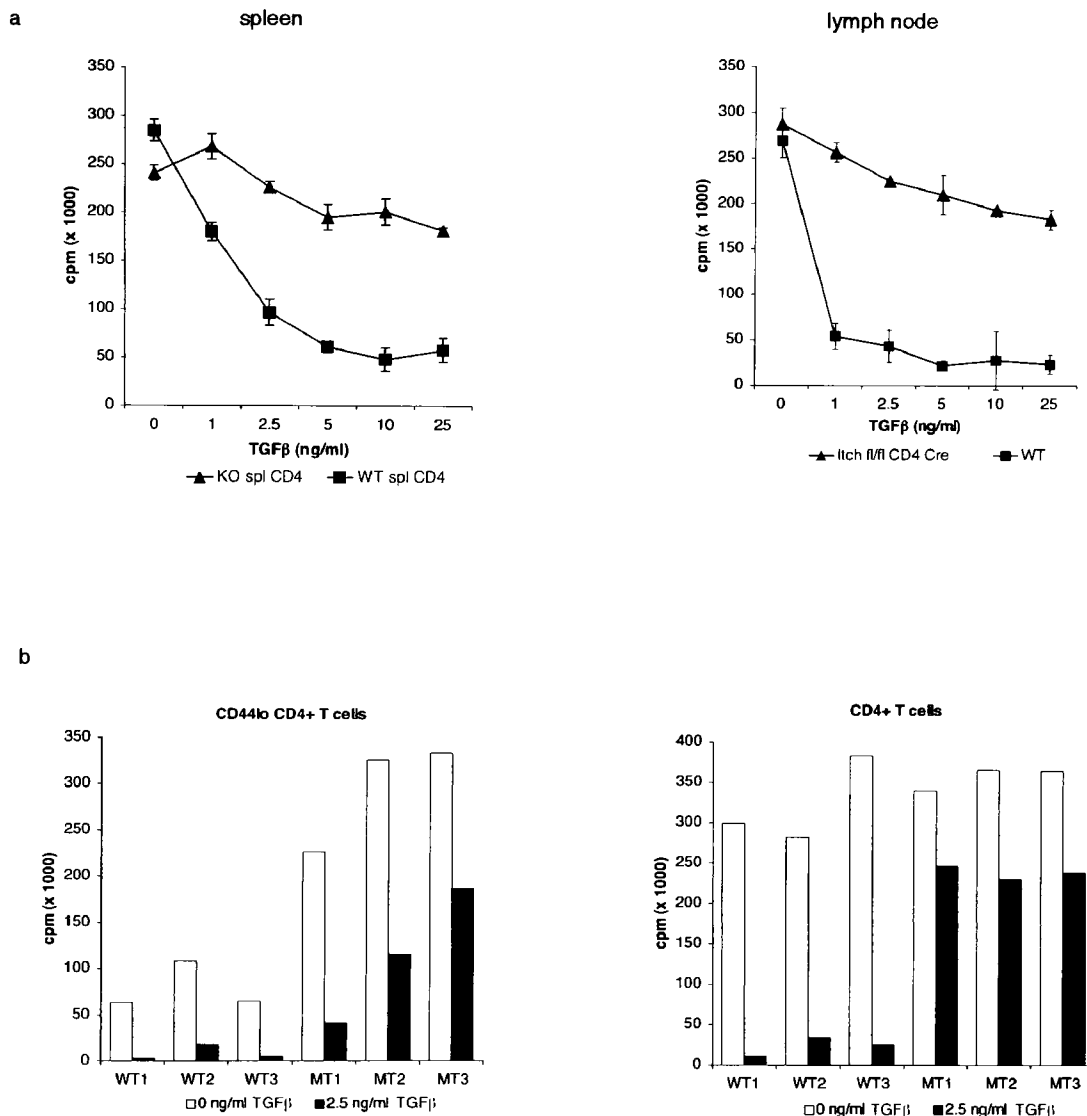 a
spleen
350
300
250
200
150
100
50
0
cpm (x 1000)
0 1 2.5 5 10 25
TGFβ (ng/ml)
KO spl CD4 WT spl CD4
lymph node
350
300
250
200
150
100
50
0
cpm (x 1000)
0 1 2.5 5 10 25
TGFβ (ng/ml)
Itch fl/fl CD4 Cre WT
b
CD44lo CD4+ T cells
350
300
250
200
150
100
50
0
cpm (x 1000)
WT1 WT2 WT3 MT1 MT2 MT3
0 ng/ml TGFβ 2.5 ng/ml TGFβ
CD4+ T cells
400
350
300
250
200
150
100
50
0
cpm (x 1000)
WT1 WT2 WT3 MT1 MT2 MT3
0 ng/ml TGFβ 2.5 ng/ml TGFβ